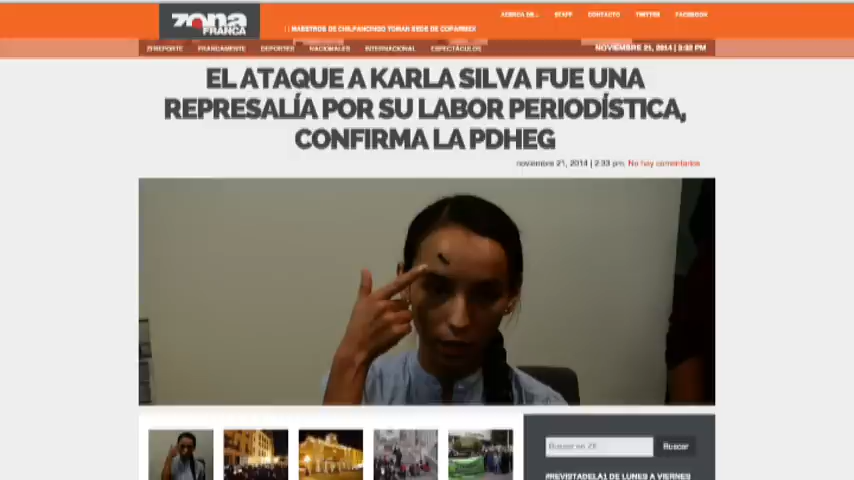 zona
FRANCA
ACERCA DE... STAFF CONTACTO TWITTER FACEBOOK
MAESTROS DE CHILPANCINGO TOMAN SEDE DE COPARMEX
ZFREPORTE FRANCAMENTE DEPORTES NACIONALES INTERNACIONAL ESPECTÁCULOS
NOVIEMBRE 21, 2014 | 3:32 PM
EL ATAQUE A KARLA SILVA FUE UNA
REPRESALÍA POR SU LABOR PERIODÍSTICA,
CONFIRMA LA PDHEG
noviembre 21, 2014 | 2:33 pm. No hay comentarios
Buscar en ZF Buscar
#REVISTADELA1 DE LUNES A VIERNES